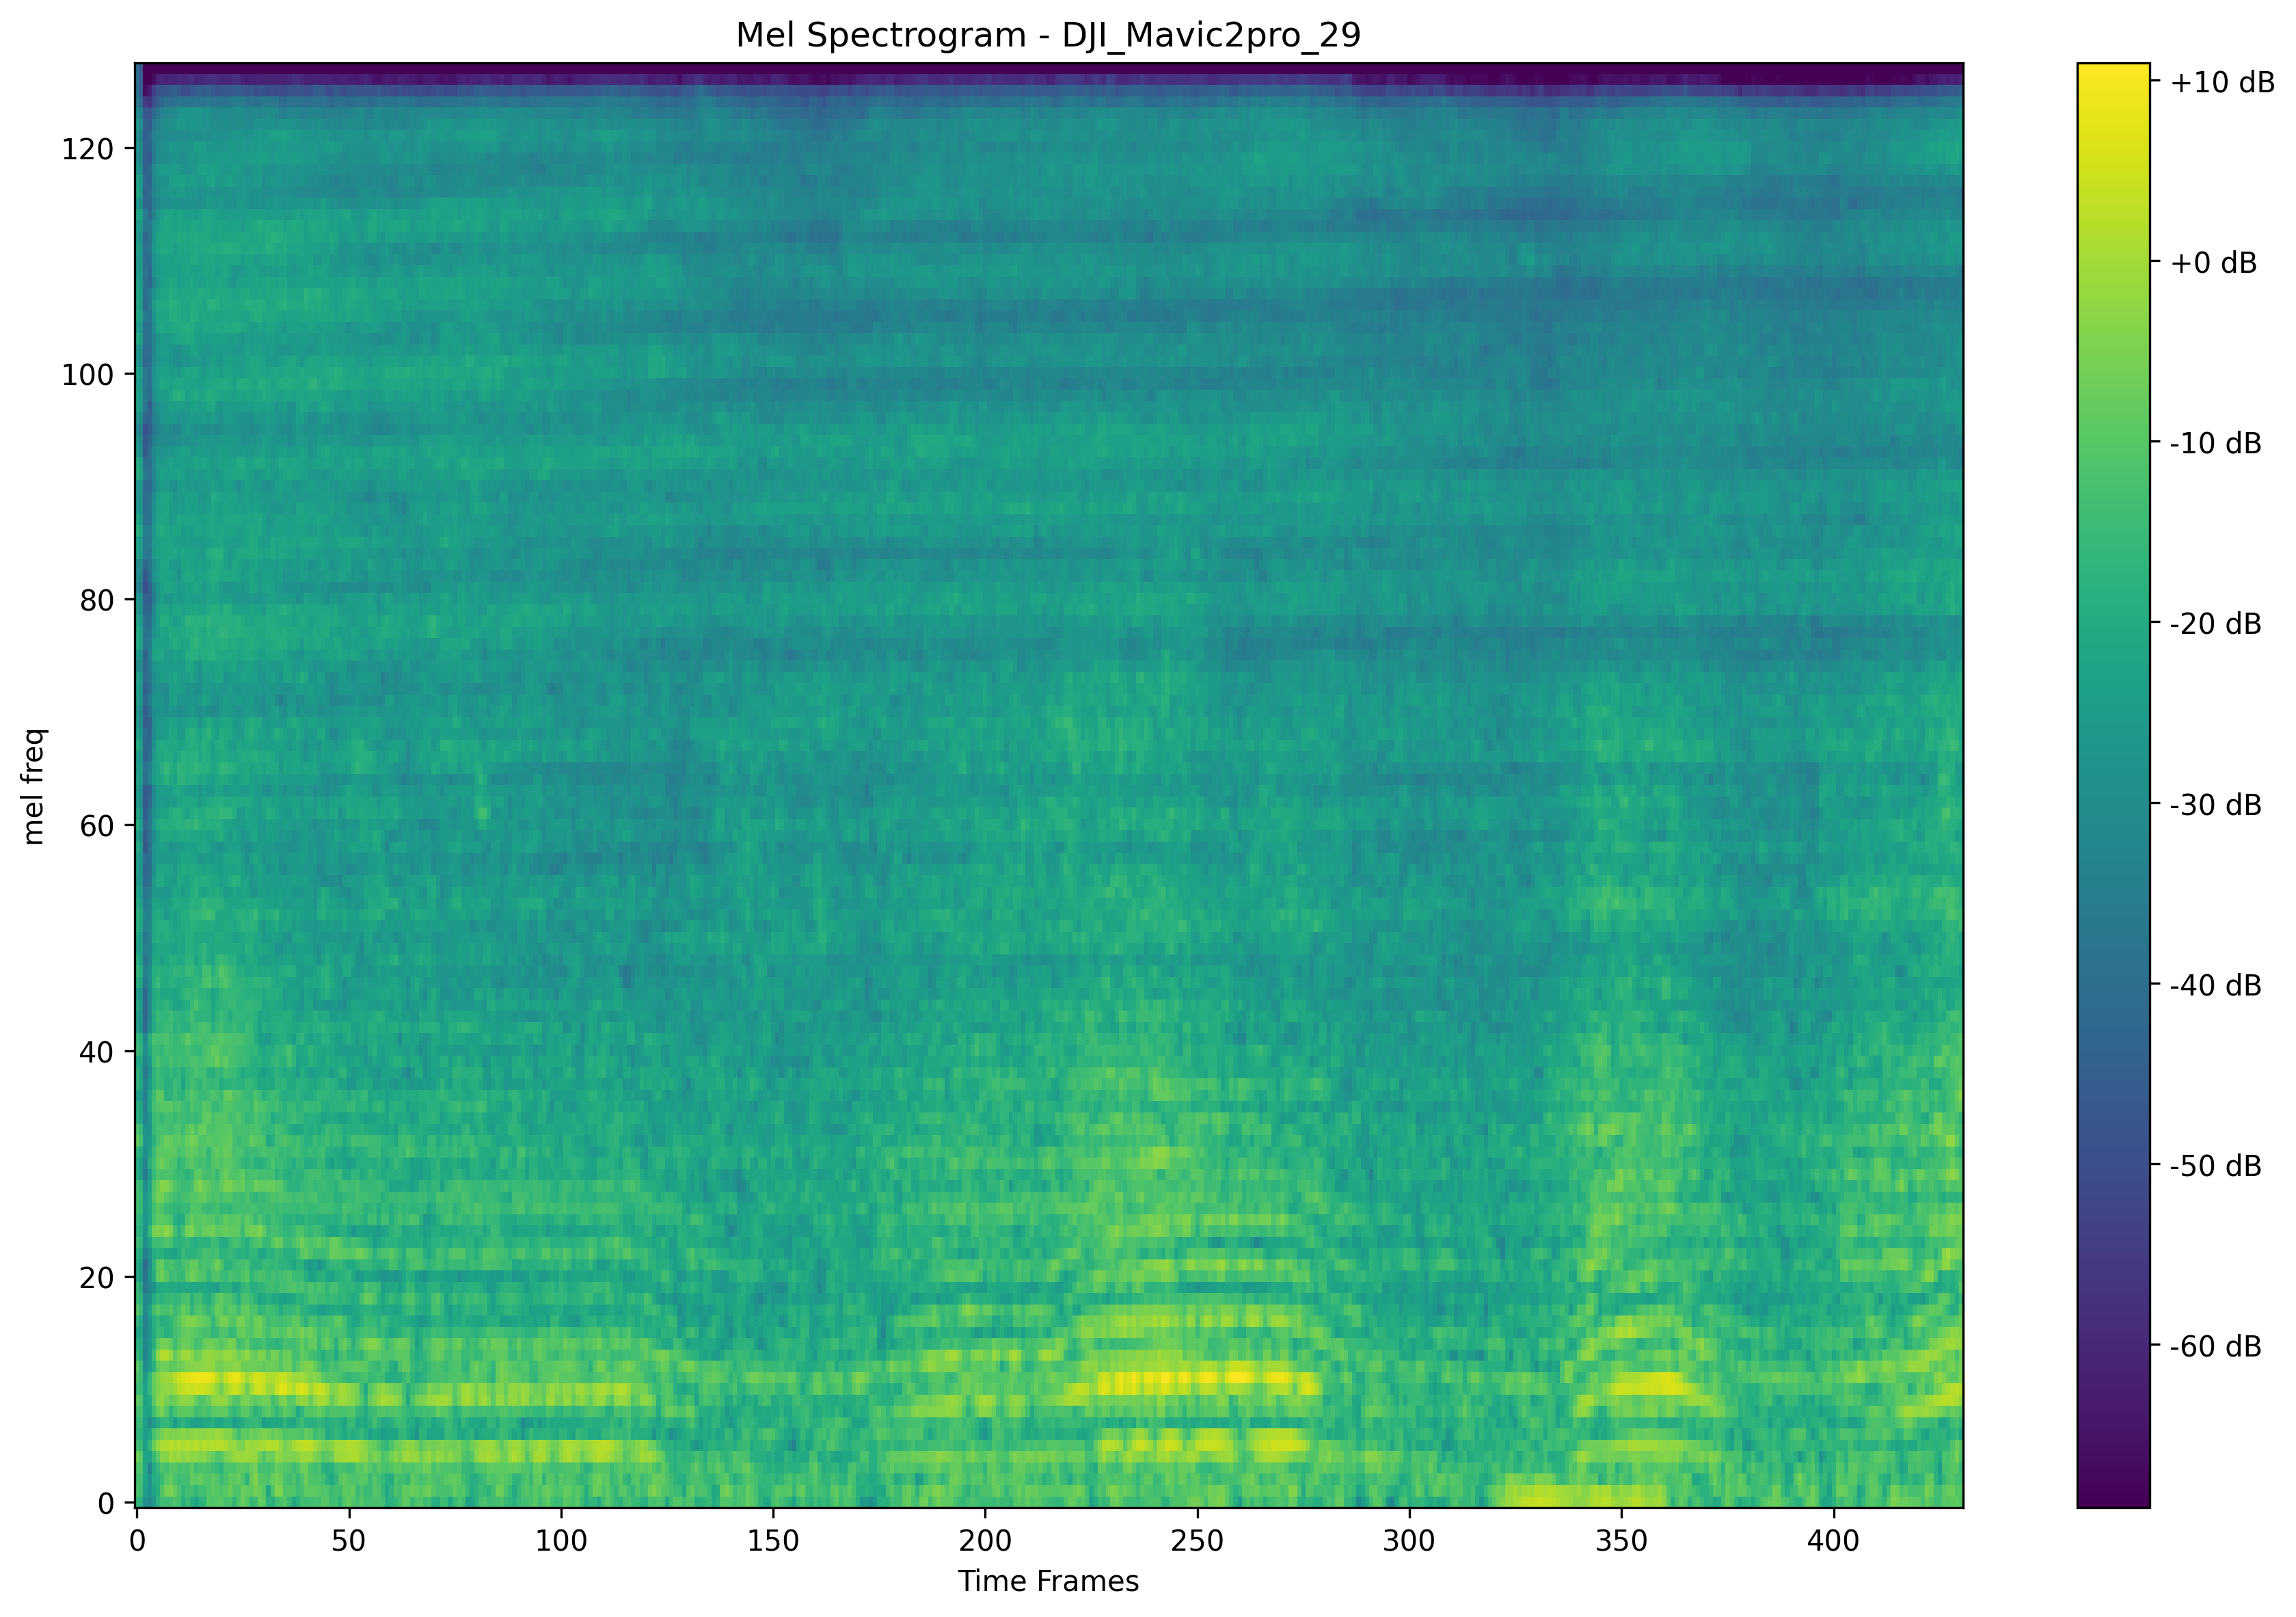 Mel Spectrogram - DJI_Mavic2pro_29
+10 dB
+0 dB
-10 dB
-20 dB
-30 dB
-40 dB
-50 dB
-60 dB
mel freq
120
100
80
60
40
20
0
0 50 100 150 200 250 300 350 400
Time Frames